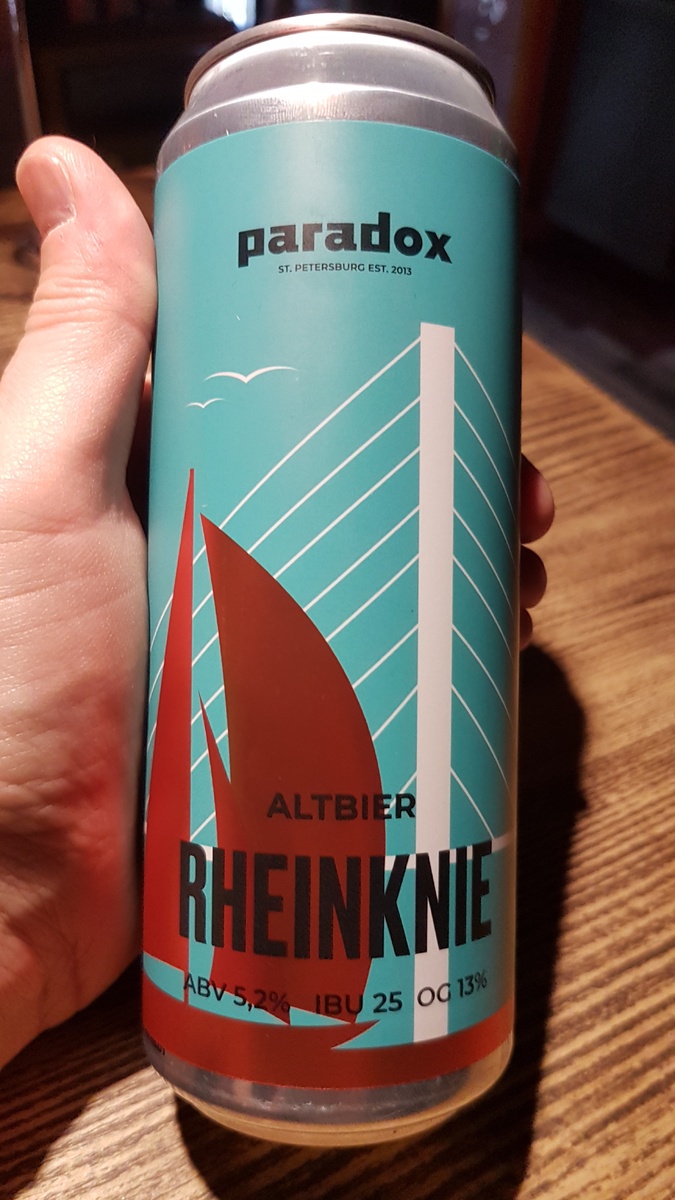 paradox
ST. PETERSBURG EST. 2013
ALTBIER
RHEINKNIE
ABV 5,2% IBU 25 OG 13%